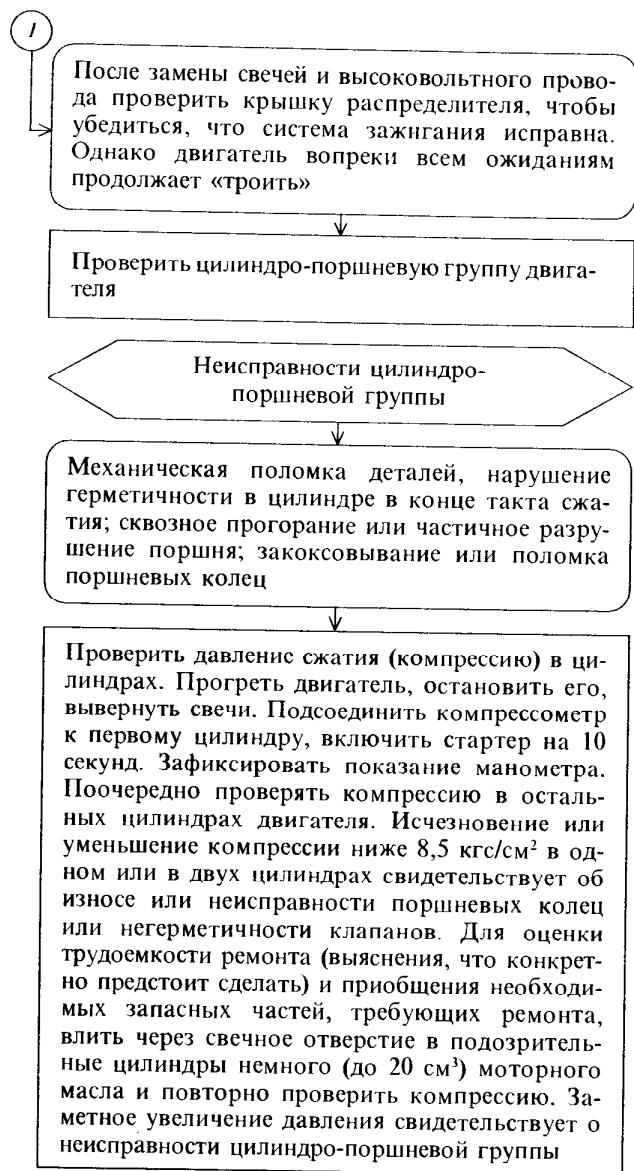 1
После замены свечей и высоковольтного прово-
да проверить крышку распределителя, чтобы
убедиться, что система зажигания исправна.
Однако двигатель вопреки всем ожиданиям
продолжает «троить»
Проверить цилиндро-поршневую группу двига-
теля
Неисправности цилиндро-
поршневой группы
Механическая поломка деталей, нарушение
герметичности в цилиндре в конце такта сжа-
тия; сквозное прогорание или частичное разру-
шение поршня; закоксовывание или поломка
поршневых колец
Проверить давление сжатия (компрессию) в ци-
линдрах. Прогреть двигатель, остановить его,
вывернуть свечи. Подсоединить компрессометр
к первому цилиндру, включить стартер на 10
секунд. Зафиксировать показание манометра.
Поочередно проверять компрессию в осталь-
ных цилиндрах двигателя. Исчезновение или
уменьшение компрессии ниже 8,5 кгс/см² в од-
ном или в двух цилиндрах свидетельствует об
износе или неисправности поршневых колец
или негерметичности клапанов. Для оценки
трудоемкости ремонта (выяснения, что конкрет-
но предстоит сделать) и приобщения необходи-
мых запасных частей, требующих ремонта,
влить через свечное отверстие в подозритель-
ные цилиндры немного (до 20 см³) моторного
масла и повторно проверить компрессию. За-
метное увеличение давления свидетельствует о
неисправности цилиндро-поршневой группы